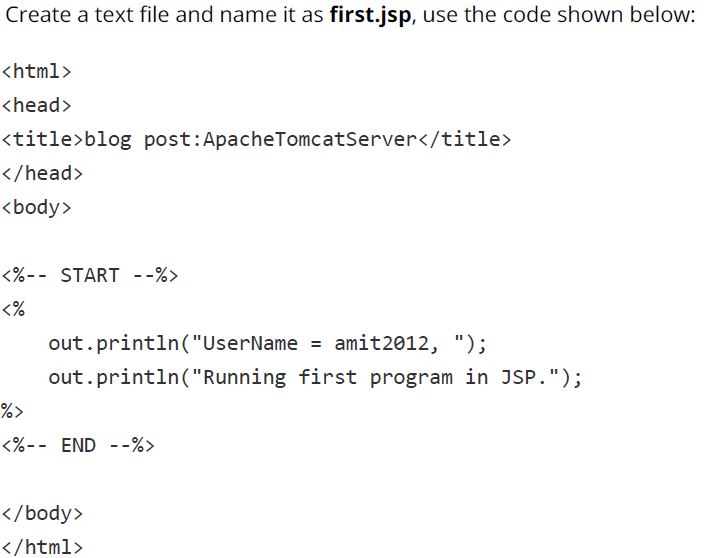 Create a text file and name it as first.jsp, use the code shown below:
<html>
<head>
<title>blog post:ApacheTomcatServer</title>
</head>
<body>

<%-- START --%>
<%
    out.println("UserName = amit2012, ");
    out.println("Running first program in JSP.");
%>
<%-- END --%>

</body>
</html>